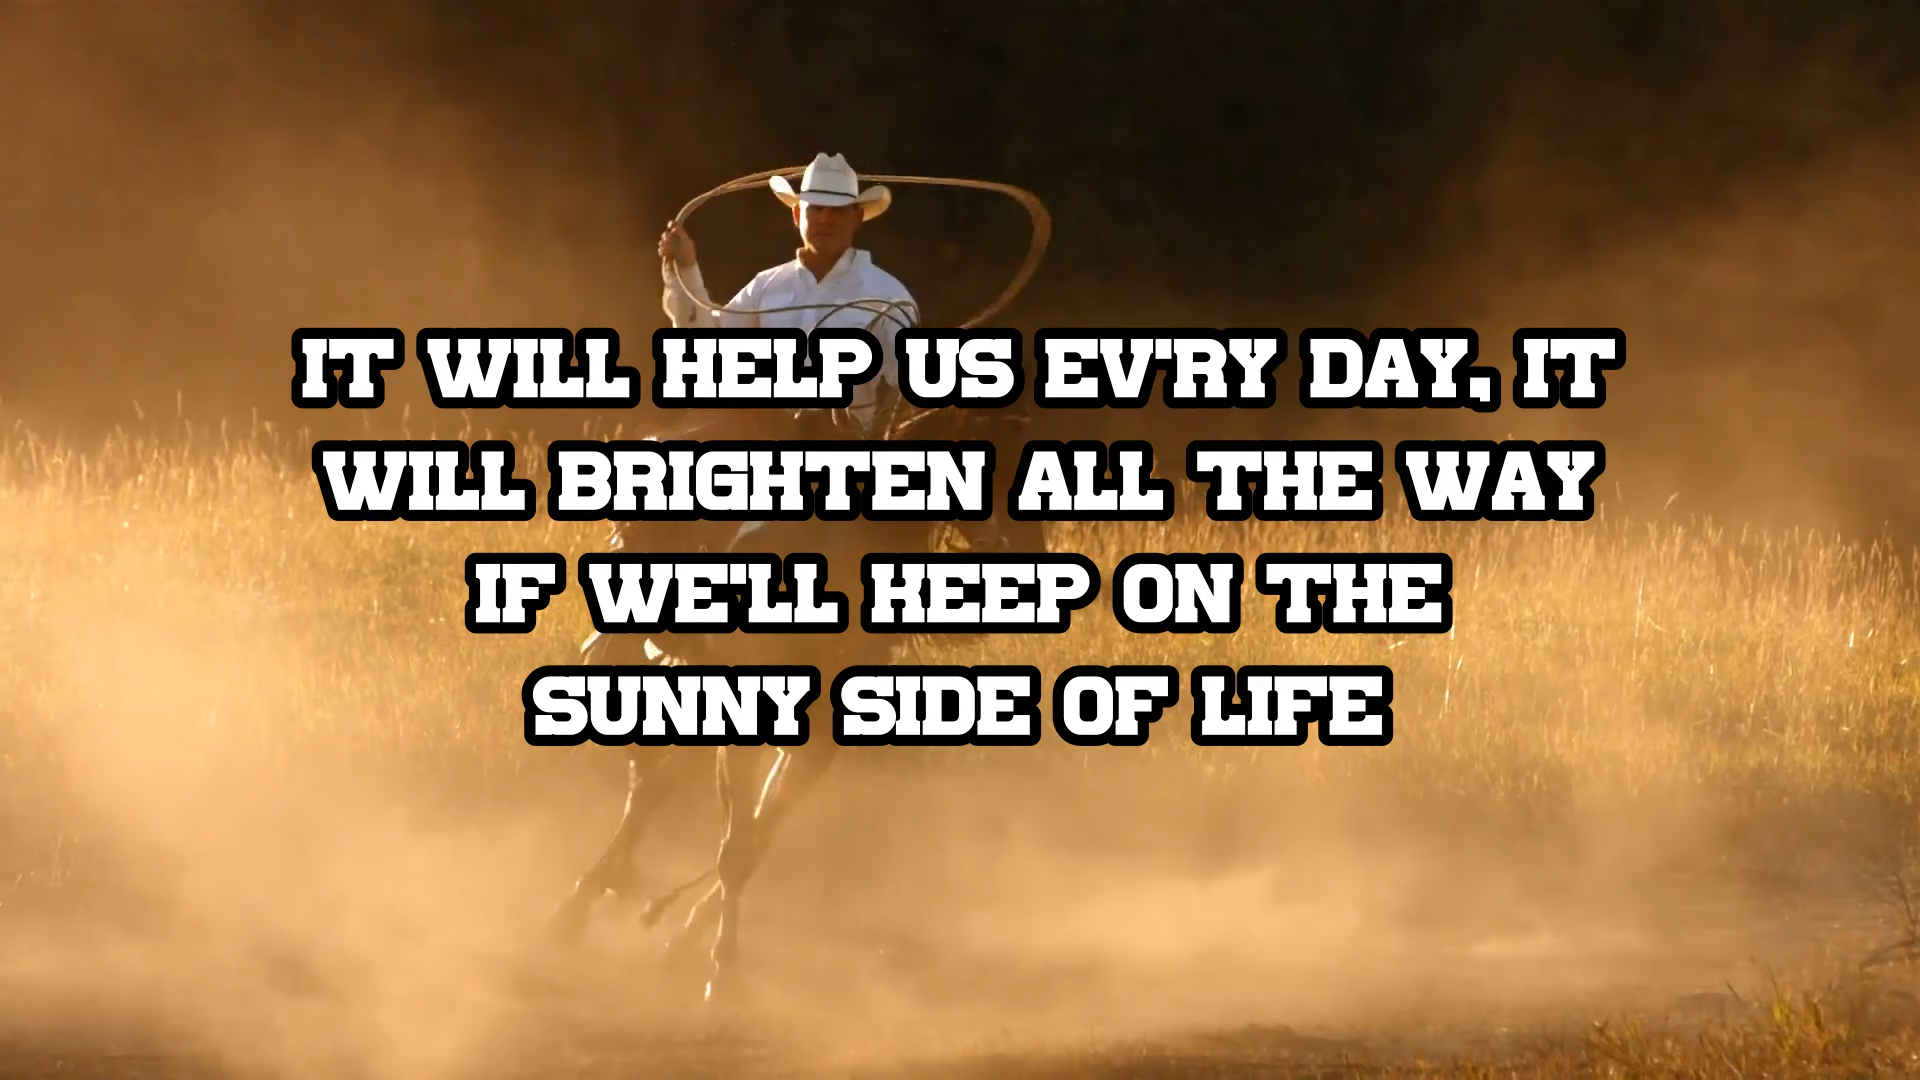 IT WILL HELP US EV'RY DAY, IT
WILL BRIGHTEN ALL THE WAY
IF WE'LL KEEP ON THE
SUNNY SIDE OF LIFE